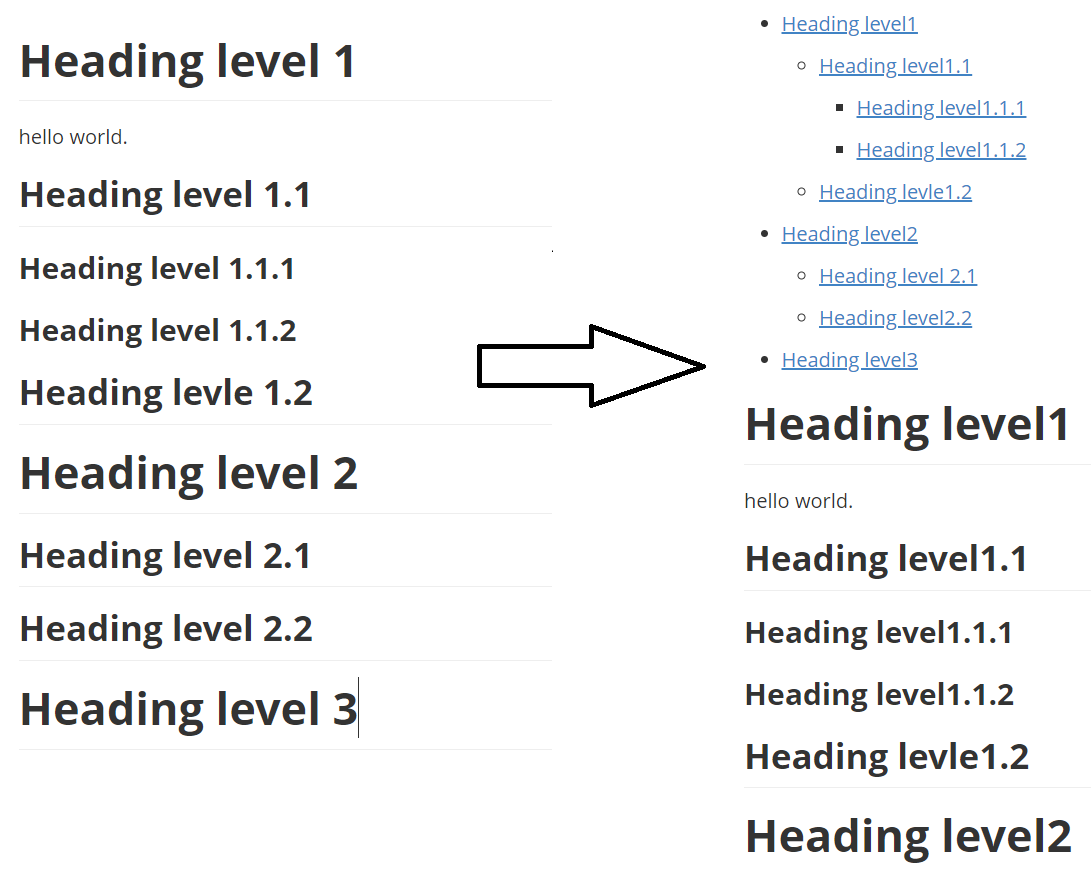 Heading level 1
hello world.
Heading level 1.1
Heading level 1.1.1
Heading level 1.1.2
Heading levle 1.2
Heading level 2
Heading level 2.1
Heading level 2.2
Heading level 3
Heading level1
Heading level1.1
Heading level1.1.1
Heading level1.1.2
Heading levle1.2
Heading level2
Heading level 2.1
Heading level2.2
Heading level3
Heading level1
hello world.
Heading level1.1
Heading level1.1.1
Heading level1.1.2
Heading levle1.2
Heading level2